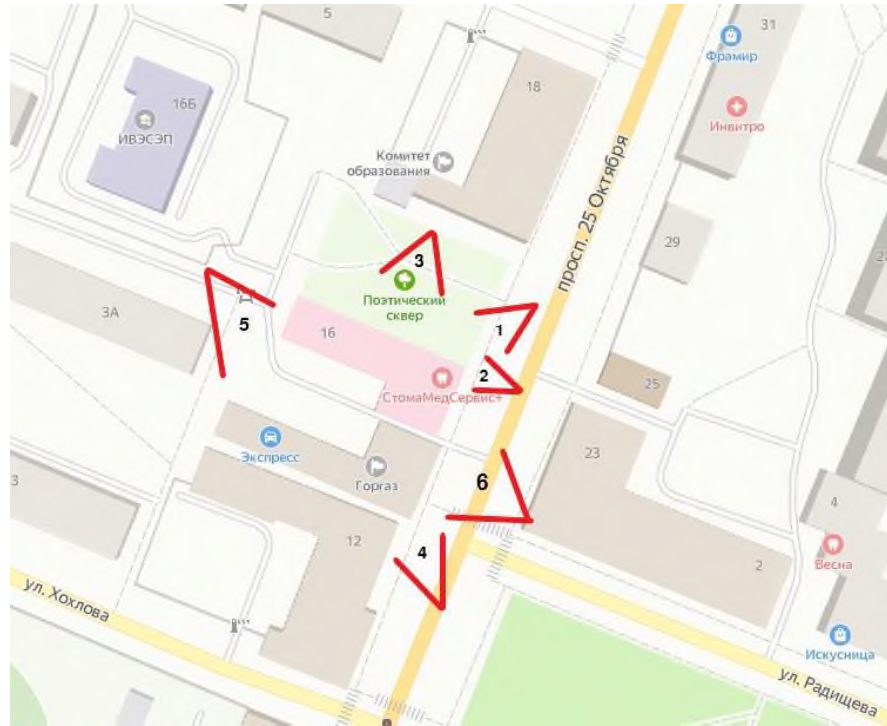 5
31
Фрамир
18
16Б
ИВЭСЭП
Инвитро
Комитет
образования
просп. 25 Октября
3
29
Поэтический
сквер
3А
5
16
1
2
25
СтомаМедСервис+
23
Экспресс
6
Горгаз
3
4
12
4
2
Весна
ул. Хохлова
Искусница
ул. Радищева